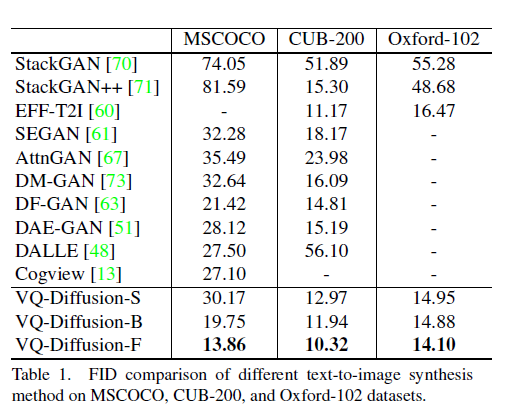 MSCOCO CUB-200 Oxford-102
StackGAN [70] 74.05 51.89 55.28
StackGAN++ [71] 81.59 15.30 48.68
EFF-T2I [60] - 11.17 16.47
SEGAN [61] 32.28 18.17 -
AttnGAN [67] 35.49 23.98 -
DM-GAN [73] 32.64 16.09 -
DF-GAN [63] 21.42 14.81 -
DAE-GAN [51] 28.12 15.19 -
DALLE [48] 27.50 56.10 -
Cogview [13] 27.10 - -
VQ-Diffusion-S 30.17 12.97 14.95
VQ-Diffusion-B 19.75 11.94 14.88
VQ-Diffusion-F 13.86 10.32 14.10
Table 1. FID comparison of different text-to-image synthesis
method on MSCOCO, CUB-200, and Oxford-102 datasets.